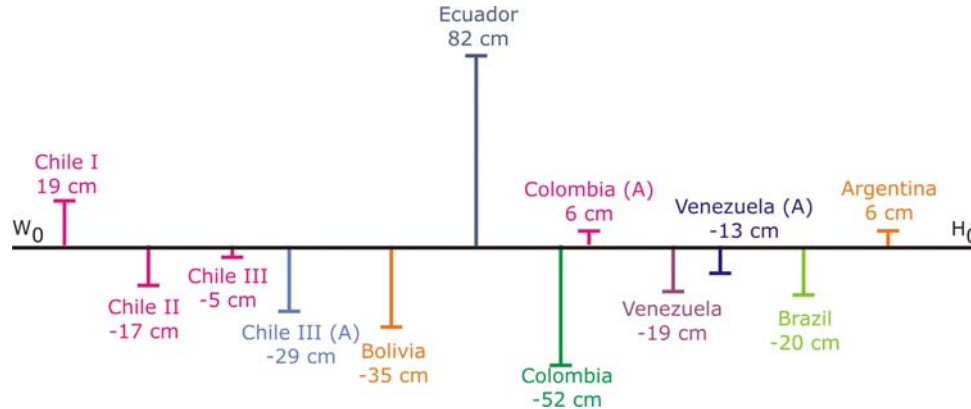 Ecuador
82 cm
Chile I
19 cm
Colombia (A)
6 cm
Venezuela (A)
-13 cm
Argentina
6 cm
W0
H0
Chile II
-17 cm
Chile III
-5 cm
Chile III (A)
-29 cm
Bolivia
-35 cm
Colombia
-52 cm
Venezuela
-19 cm
Brazil
-20 cm